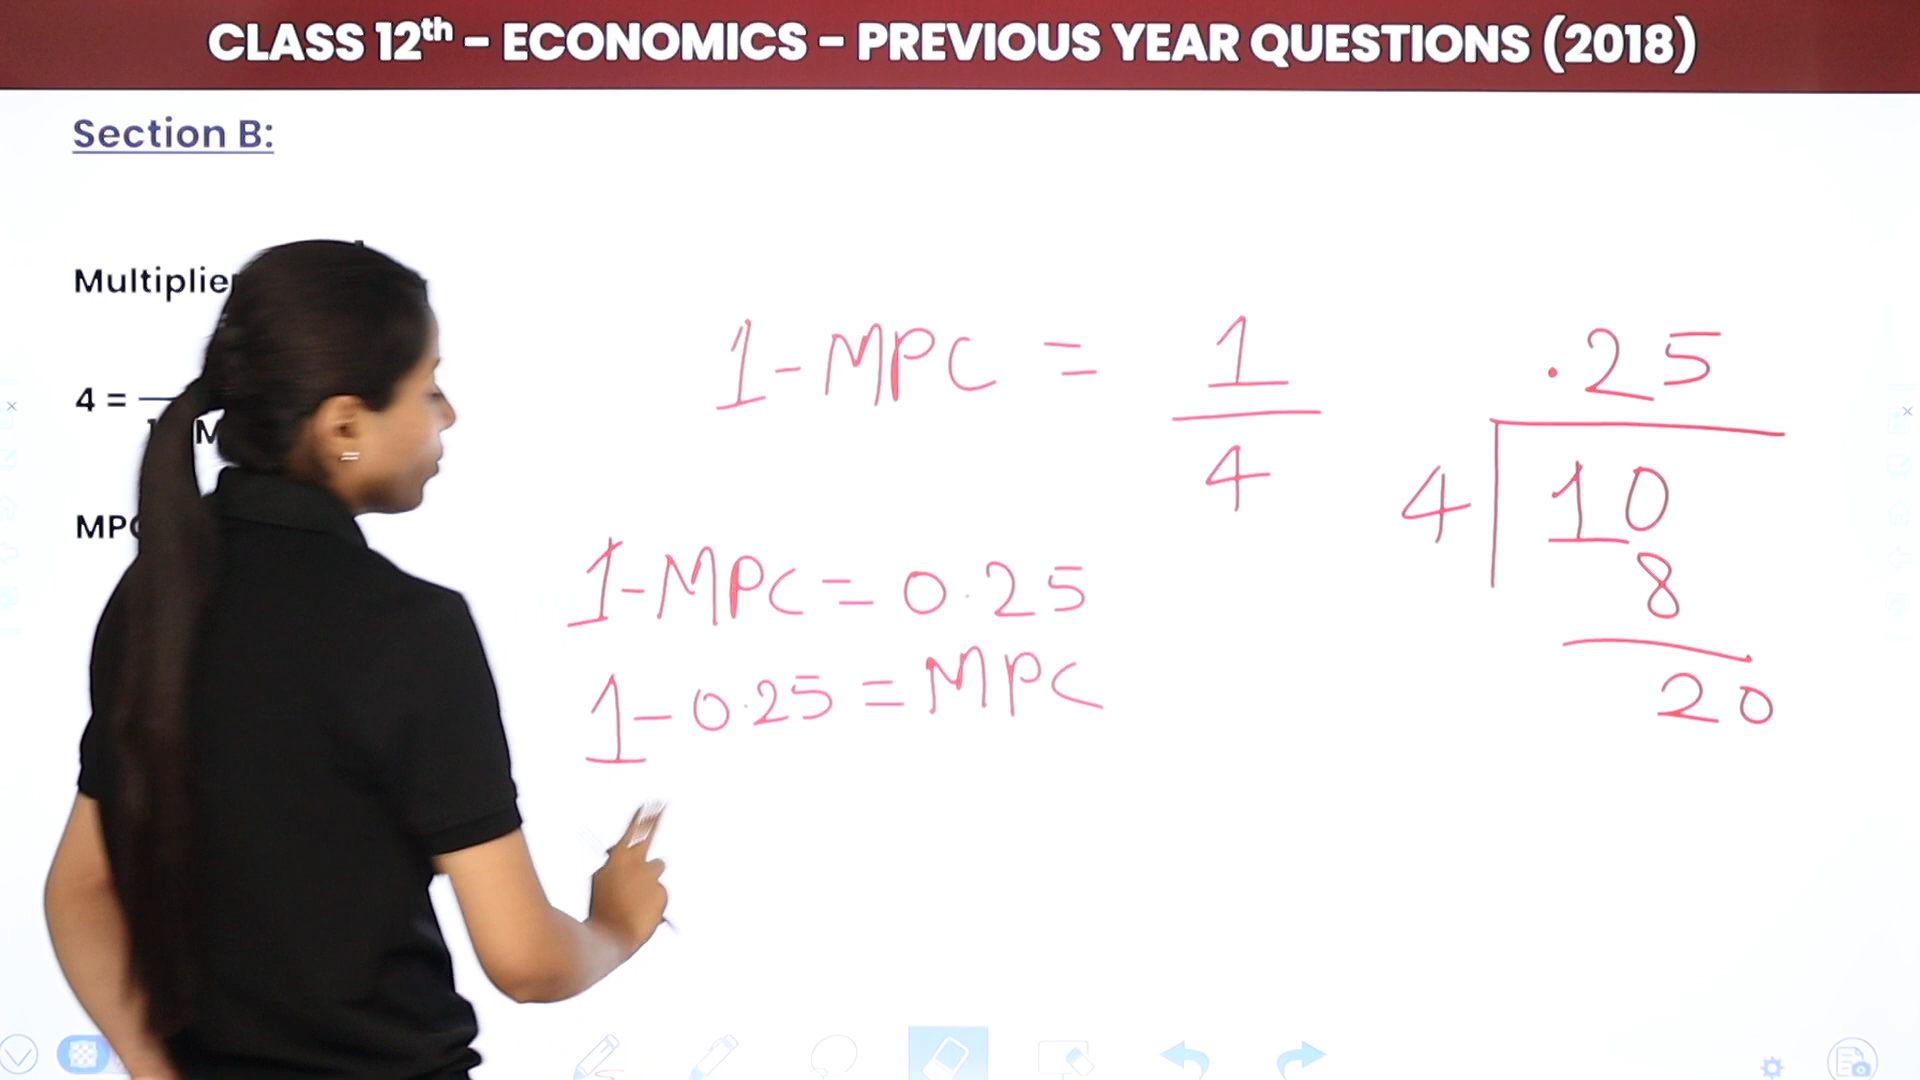 CLASS 12th - ECONOMICS - PREVIOUS YEAR QUESTIONS (2018)
Section B:
Multiplier
4 =
MPC
1 - MPC = 1
4
1 - MPC = 0.25
1 - 0.25 = MPC
.25
4 10
8
20